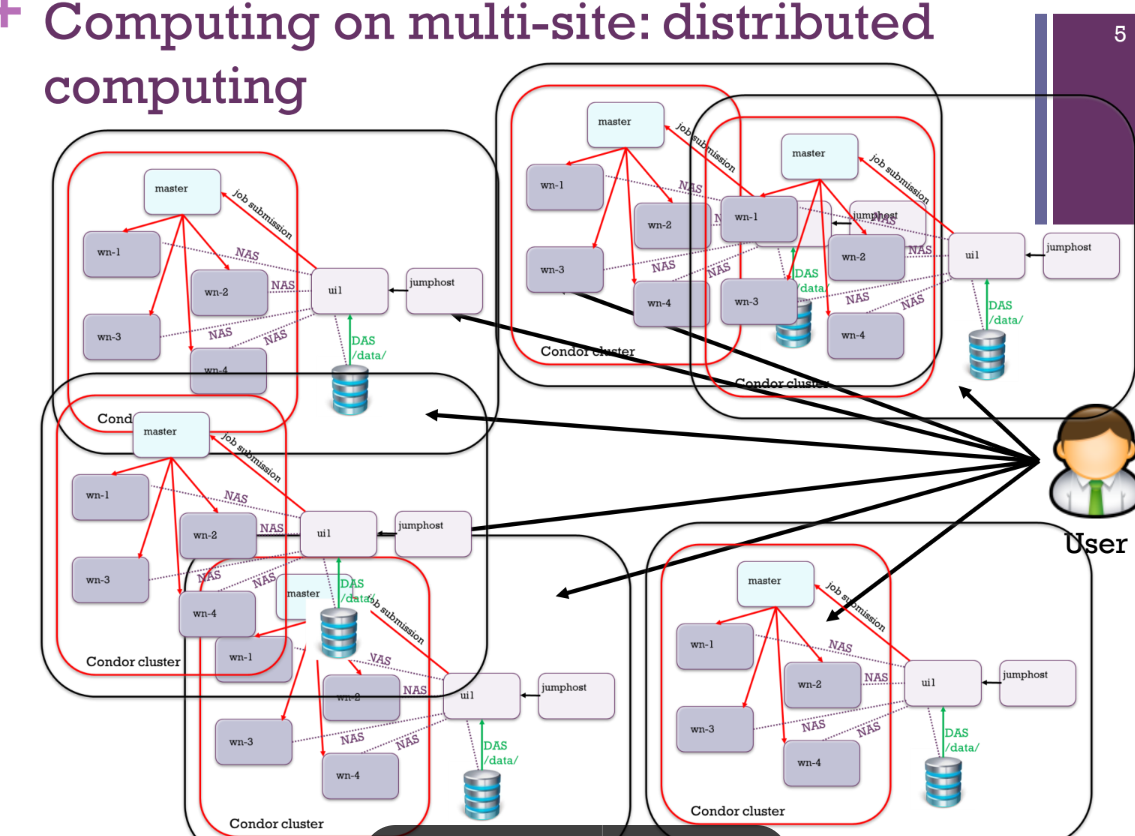 + Computing on multi-site: distributed
computing
5
master
job submission
wn-1
NAS
wn-2
NAS
ui1
jumphost
wn-3
NAS
NAS
wn-4
DAS
/data/
Cond
master
job submission
wn-1
NAS
wn-2
wn-3
NAS
NAS
wn-4
jumphost
DAS
/data/
Condor cluster
master
job submission
wn-1
NAS
wn-2
NAS
ui1
jumphost
wn-3
NAS
NAS
wn-4
DAS
/data/
Condor cluster
User
master
job submission
wn-1
NAS
wn-2
NAS
ui1
jumphost
wn-3
NAS
NAS
wn-4
DAS
/data/
Condor cluster
master
job submission
wn-1
NAS
wn-2
NAS
ui1
jumphost
wn-3
NAS
NAS
wn-4
DAS
/data/
Condor cluster
master
job submission
wn-1
NAS
wn-2
NAS
ui1
jumphost
wn-3
NAS
NAS
wn-4
DAS
/data/
Condor cluster